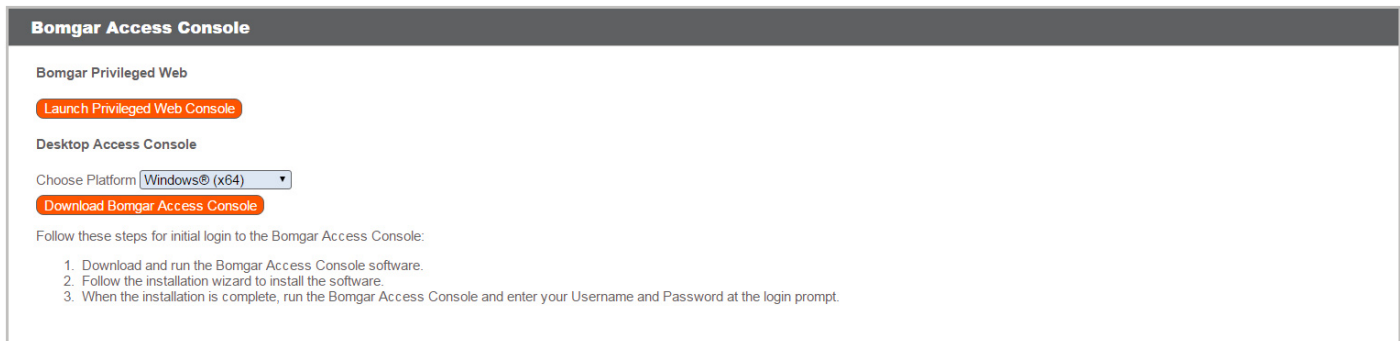 Bomgar Access Console
Bomgar Privileged Web
Launch Privileged Web Console
Desktop Access Console
Choose Platform Windows® (x64)
Download Bomgar Access Console
Follow these steps for initial login to the Bomgar Access Console:
1. Download and run the Bomgar Access Console software.
2. Follow the installation wizard to install the software.
3. When the installation is complete, run the Bomgar Access Console and enter your Username and Password at the login prompt.